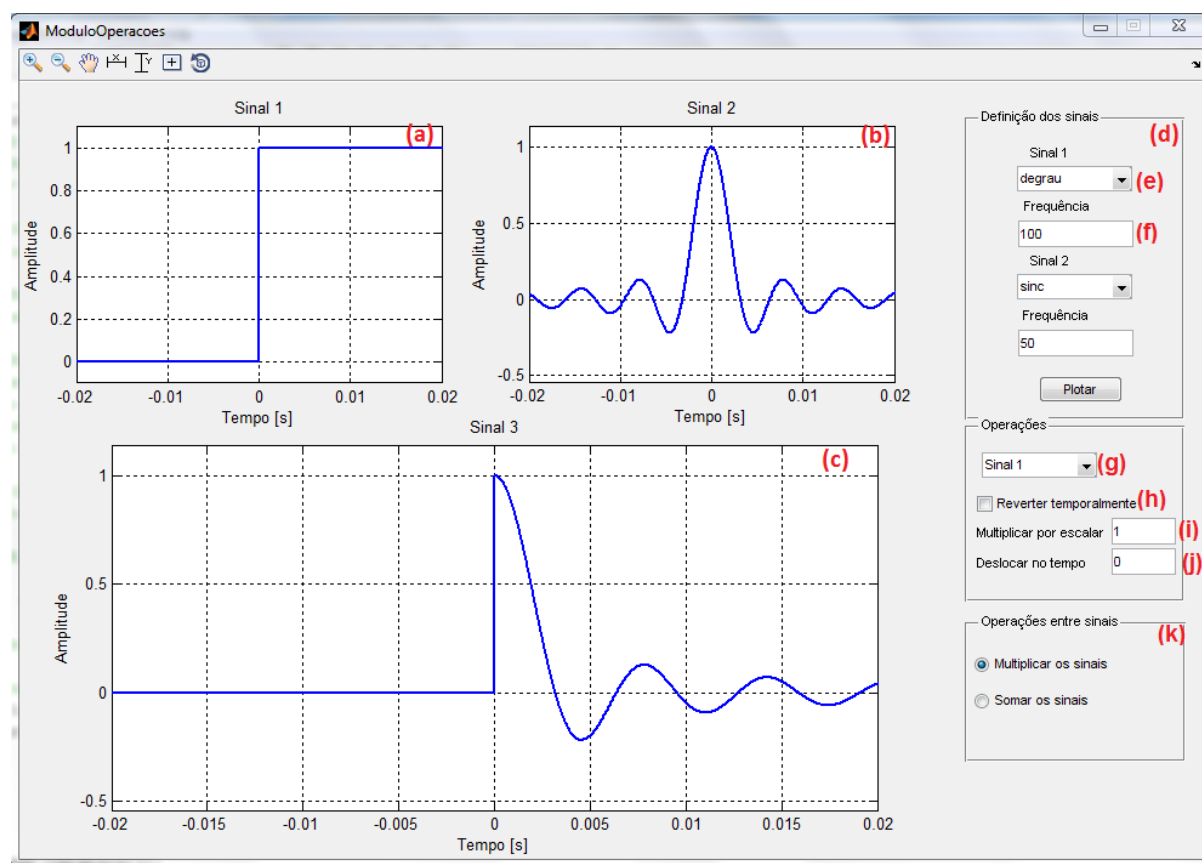 ModuloOperacoes
X
Y
Sinal 1
(a)
Amplitude
1
0.8
0.6
0.4
0.2
0
-0.02
-0.01
0
0.01
0.02
Tempo [s]
Sinal 2
(b)
Amplitude
1
0.5
0
-0.5
-0.02
-0.01
0
0.01
0.02
Tempo [s]
Sinal 3
(c)
Amplitude
1
0.5
0
-0.5
-0.02
-0.015
-0.01
-0.005
0
0.005
0.01
0.015
0.02
Tempo [s]
Definição dos sinais
(d)
Sinal 1
degrau
(e)
Frequência
100
(f)
Sinal 2
sinc
Frequência
50
Plotar
Operações
Sinal 1
(g)
Reverter temporalmente
(h)
Multiplicar por escalar
1
(i)
Deslocar no tempo
0
(j)
Operações entre sinais
(k)
Multiplicar os sinais
Somar os sinais